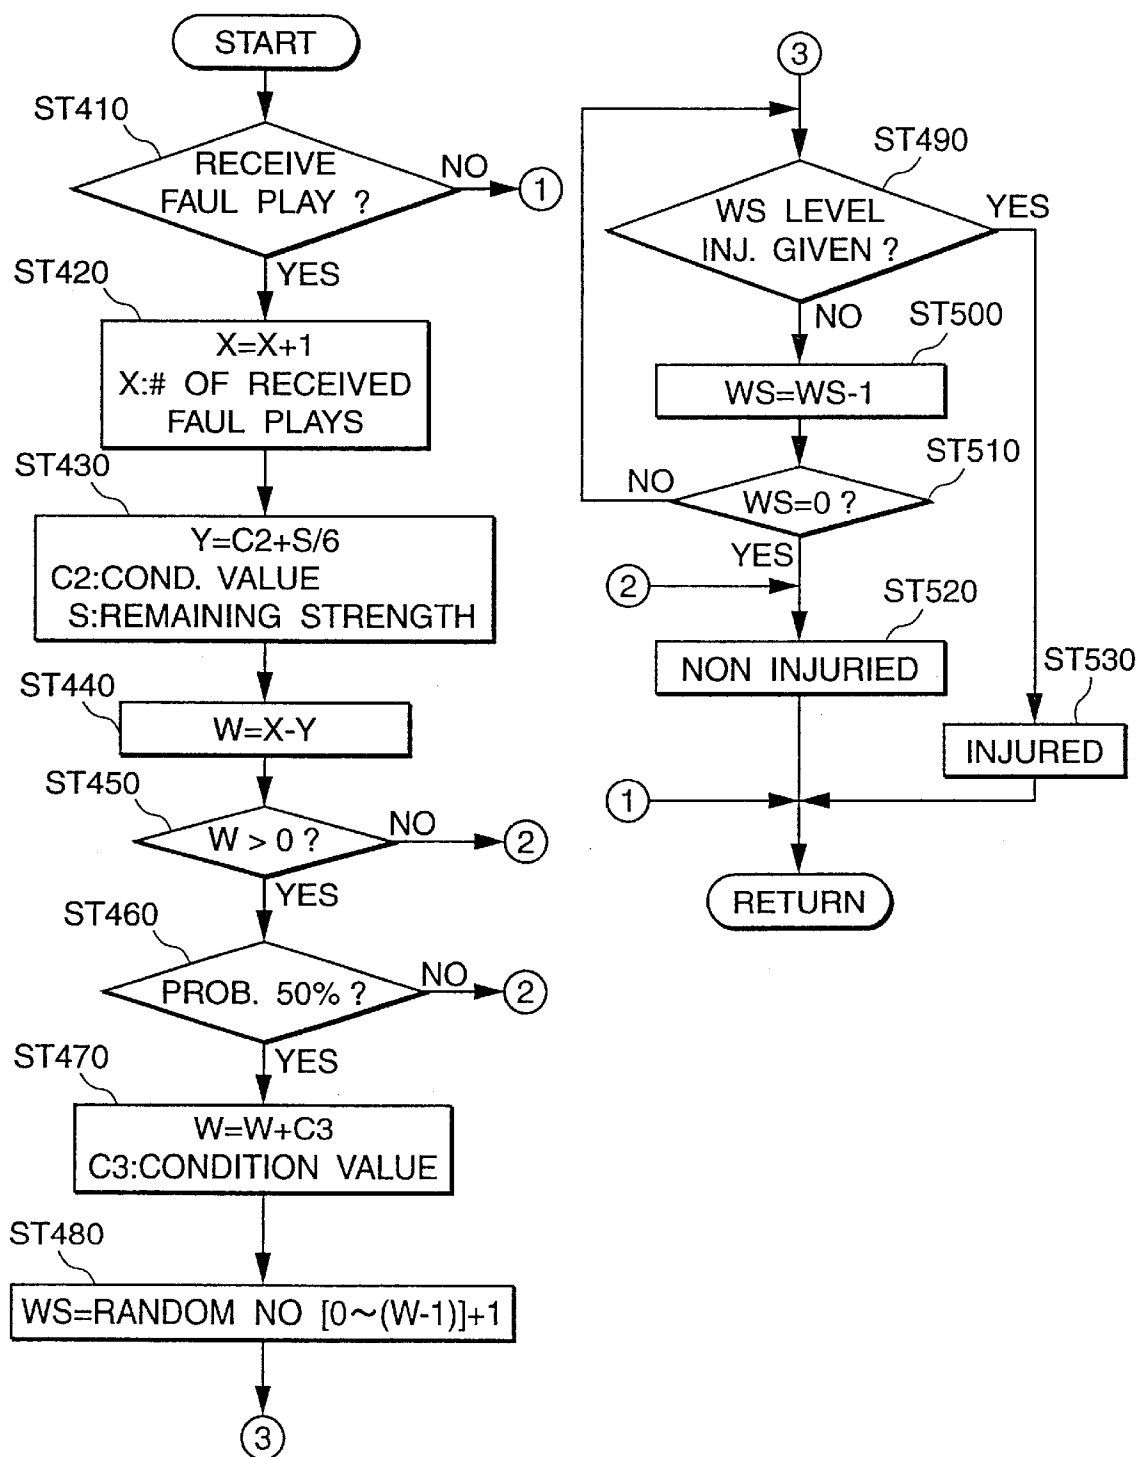 START
ST410
RECEIVE
FAUL PLAY ?
NO
1
YES
ST420
X=X+1
X:# OF RECEIVED
FAUL PLAYS
ST430
Y=C2+S/6
C2:COND. VALUE
S:REMAINING STRENGTH
ST440
W=X-Y
ST450
W > 0 ?
NO
2
YES
ST460
PROB. 50% ?
NO
2
YES
ST470
W=W+C3
C3:CONDITION VALUE
ST480
WS=RANDOM NO [0~(W-1)]+1
3
3
ST490
WS LEVEL
INJ. GIVEN ?
YES
NO
ST500
WS=WS-1
ST510
WS=0 ?
NO
YES
2
ST520
NON INJURIED
ST530
INJURED
1
RETURN